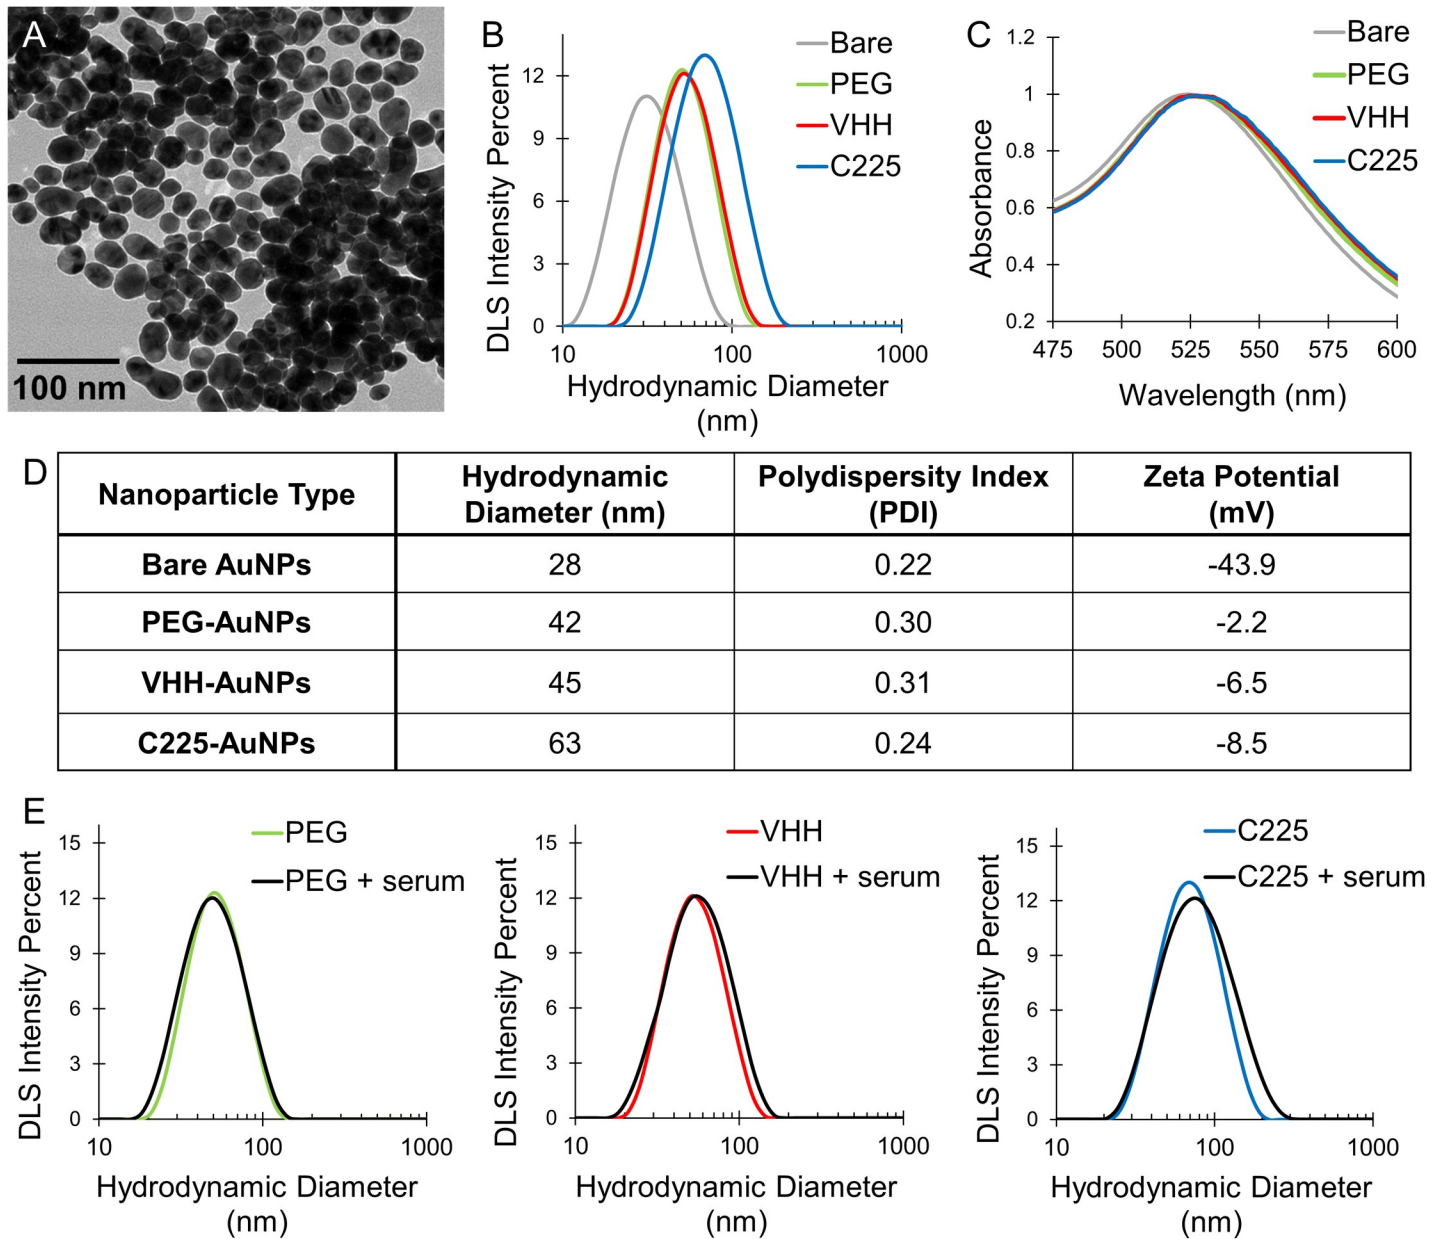 A
100 nm
B
DLS Intensity Percent
12
9
6
3
0
10
100
1000
Hydrodynamic Diameter
(nm)
Bare
PEG
VHH
C225
C
Absorbance
1.2
1
0.8
0.6
0.4
0.2
475
500
525
550
575
600
Wavelength (nm)
Bare
PEG
VHH
C225
D
Nanoparticle Type
Hydrodynamic
Diameter (nm)
Polydispersity Index
(PDI)
Zeta Potential
(mV)
Bare AuNPs 28 0.22 -43.9
PEG-AuNPs 42 0.30 -2.2
VHH-AuNPs 45 0.31 -6.5
C225-AuNPs 63 0.24 -8.5
E
DLS Intensity Percent
15
12
9
6
3
0
10
100
1000
Hydrodynamic Diameter
(nm)
PEG
PEG + serum
DLS Intensity Percent
15
12
9
6
3
0
10
100
1000
Hydrodynamic Diameter
(nm)
VHH
VHH + serum
DLS Intensity Percent
15
12
9
6
3
0
10
100
1000
Hydrodynamic Diameter
(nm)
C225
C225 + serum